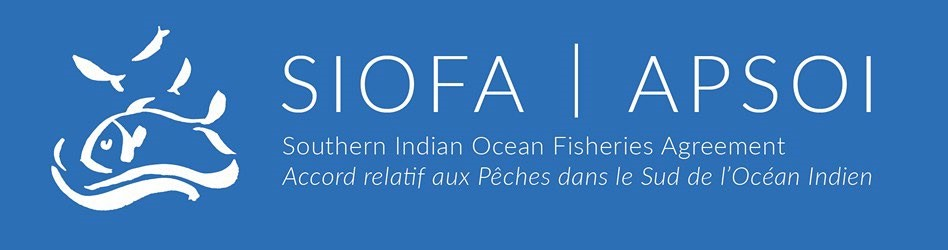 SIOFA | APSOI
Southern Indian Ocean Fisheries Agreement
Accord relatif aux Pêches dans le Sud de l'Océan Indien